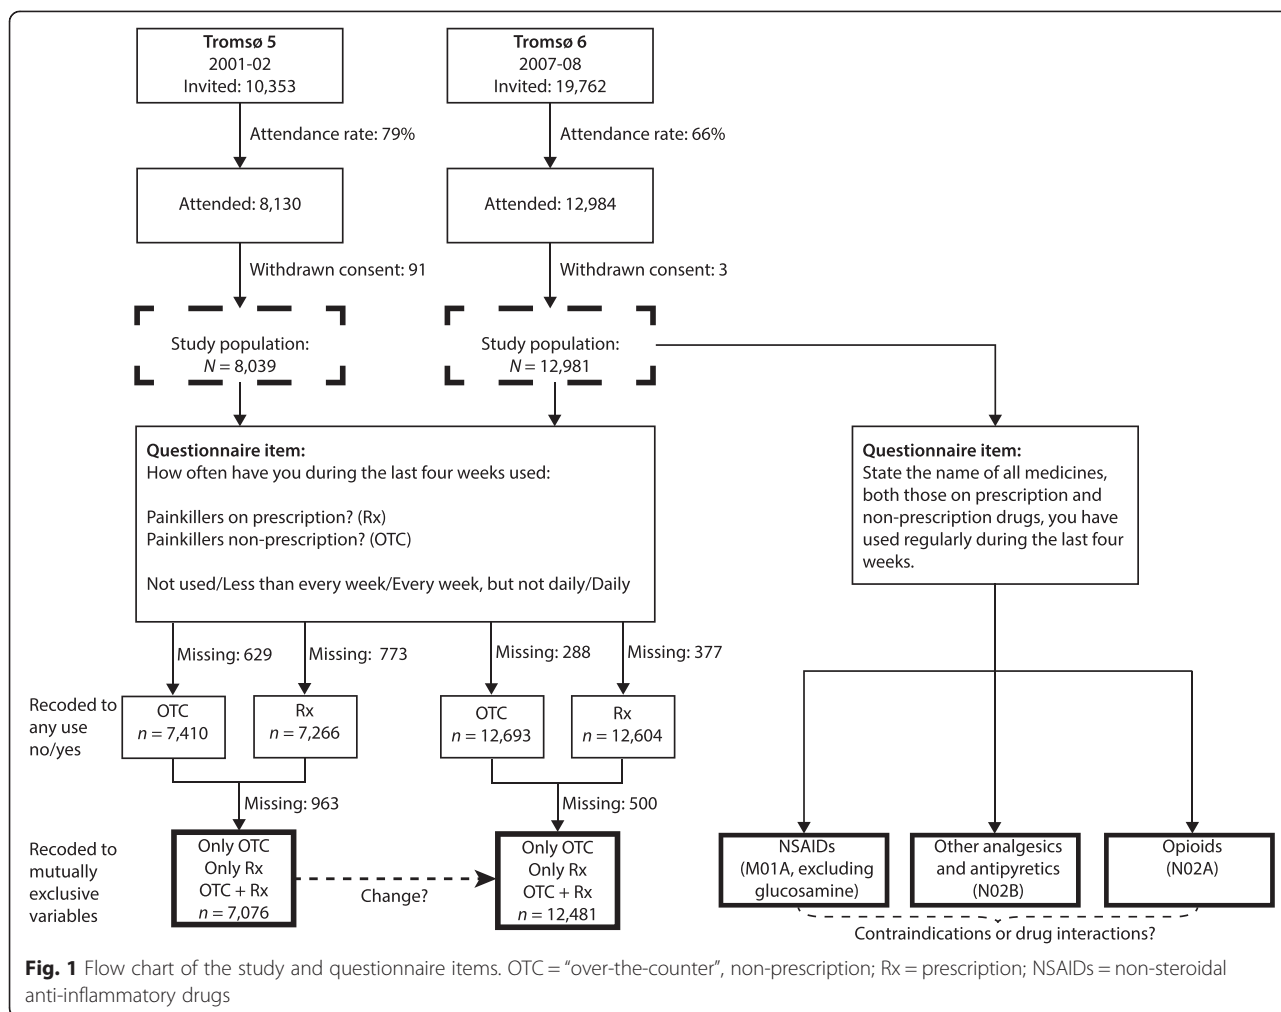 Tromsø 5
2001-02
Invited: 10,353
Tromsø 6
2007-08
Invited: 19,762
Attendance rate: 79%
Attendance rate: 66%
Attended: 8,130
Attended: 12,984
Withdrawn consent: 91
Withdrawn consent: 3
Study population:
N = 8,039
Study population:
N = 12,981
Questionnaire item:
How often have you during the last four weeks used:
Painkillers on prescription? (Rx)
Painkillers non-prescription? (OTC)
Not used/Less than every week/Every week, but not daily/Daily
Questionnaire item:
State the name of all medicines,
both those on prescription and
non-prescription drugs, you have
used regularly during the last four
weeks.
Missing: 629
Missing: 773
Missing: 288
Missing: 377
Recoded to
any use
no/yes
OTC
n = 7,410
Rx
n = 7,266
OTC
n = 12,693
Rx
n = 12,604
Missing: 963
Missing: 500
Recoded to
mutually
exclusive
variables
Only OTC
Only Rx
OTC + Rx
n = 7,076
Change?
Only OTC
Only Rx
OTC + Rx
n = 12,481
NSAIDs
(M01A, excluding
glucosamine)
Other analgesics
and antipyretics
(N02B)
Opioids
(N02A)
Contraindications or drug interactions?
Fig. 1 Flow chart of the study and questionnaire items. OTC = “over-the-counter”, non-prescription; Rx = prescription; NSAIDs = non-steroidal
anti-inflammatory drugs